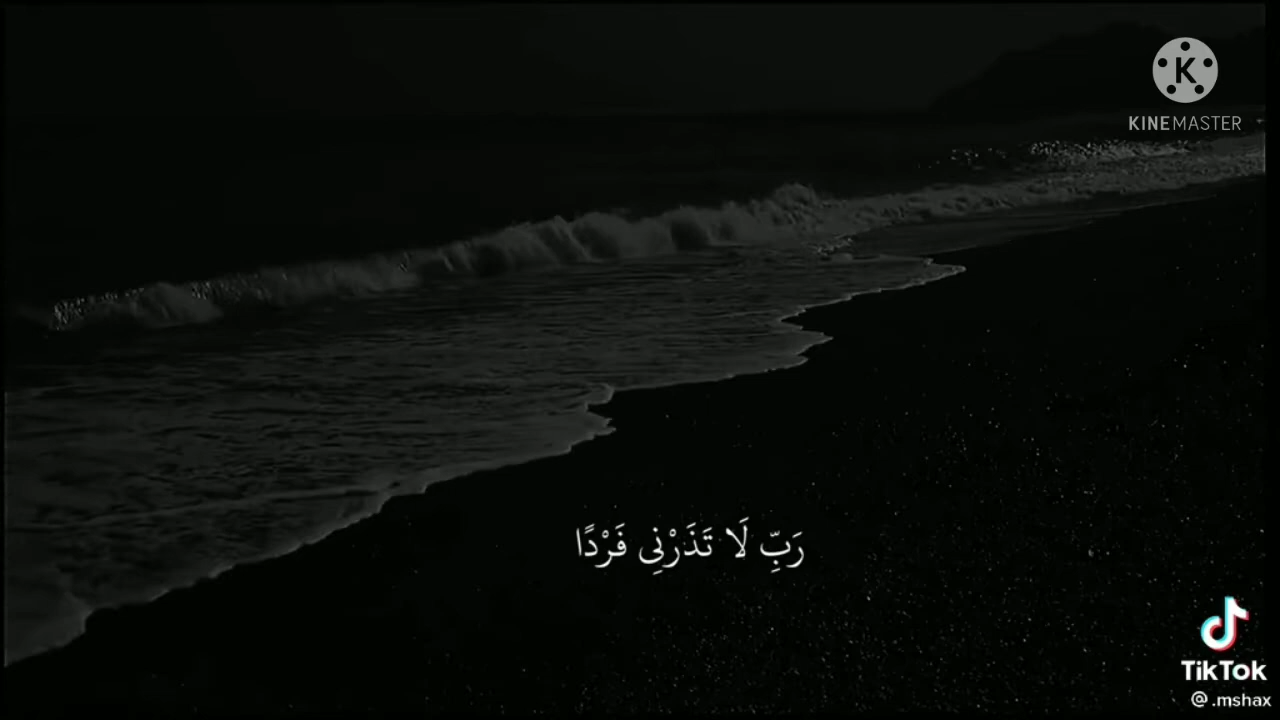 KINEMASTER
رَبِّ لَا تَذَرْنِی فَرْدًا
TikTok
@.mshax